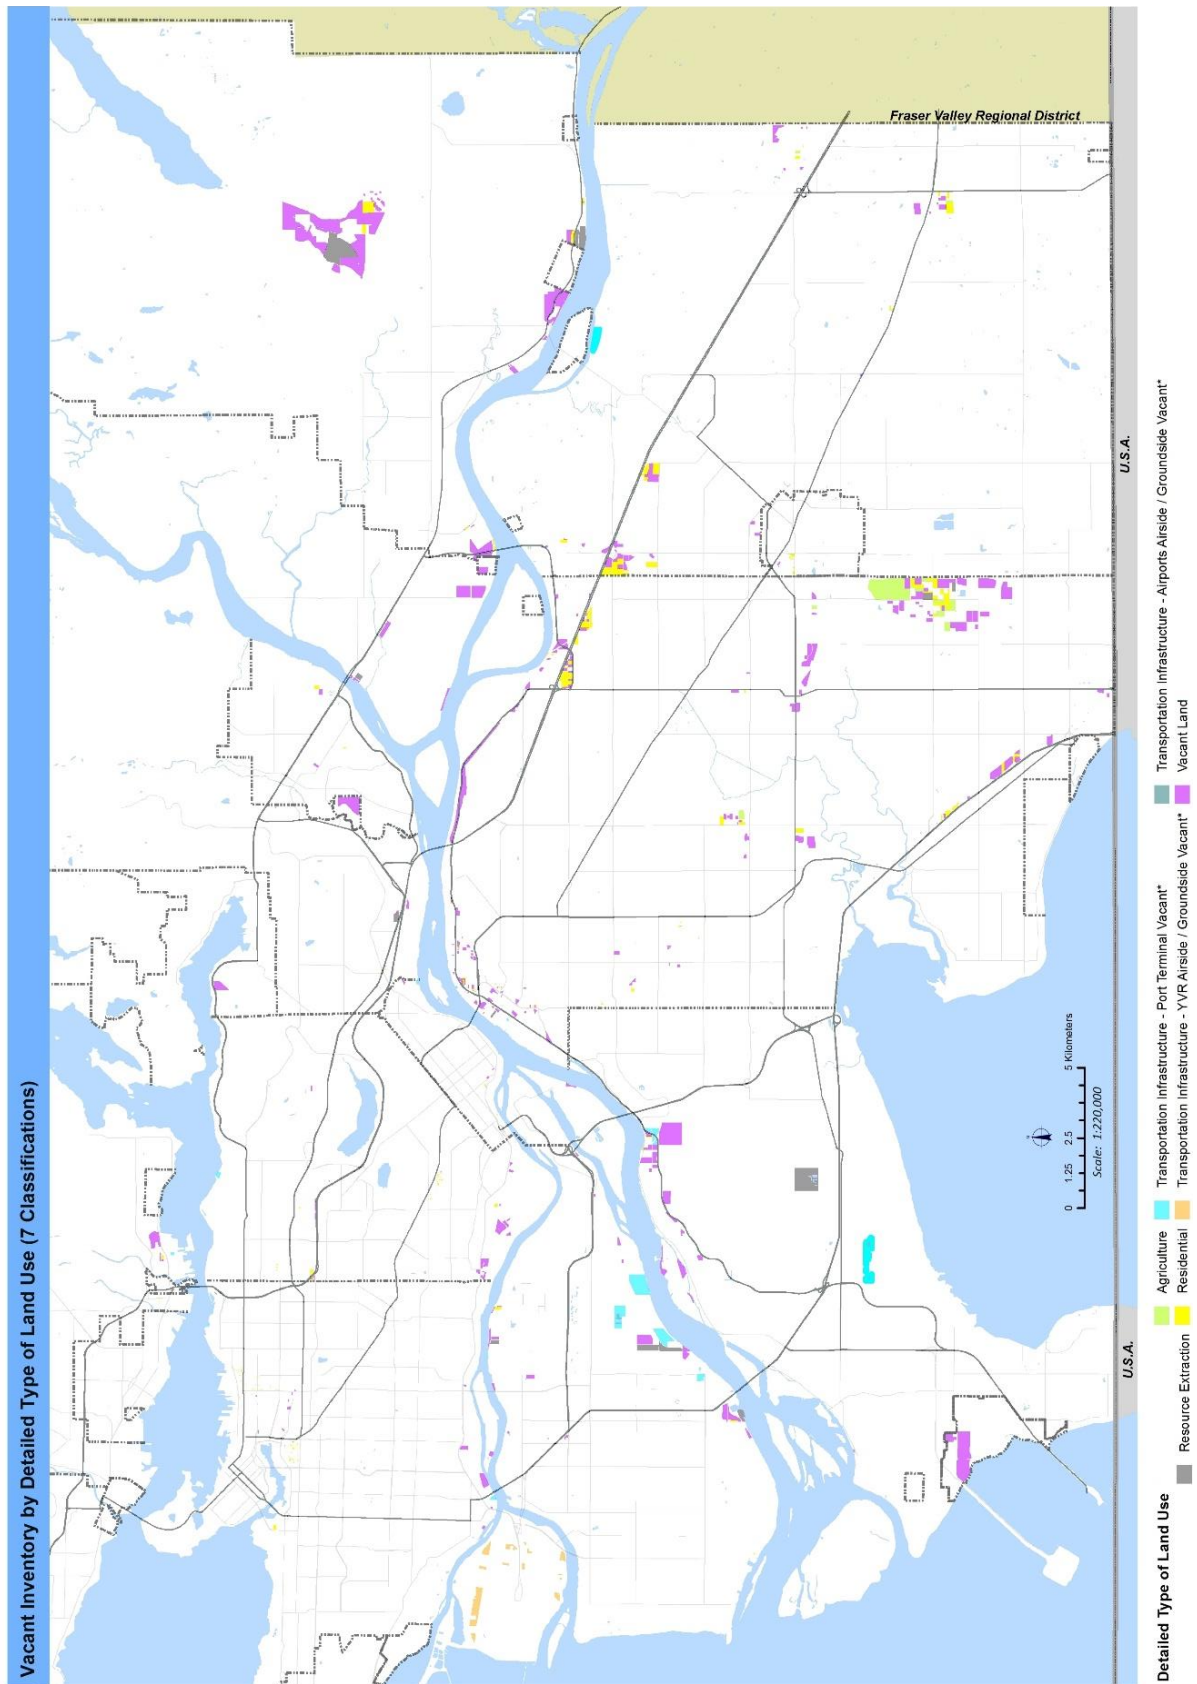 Vacant Inventory by Detailed Type of Land Use (7 Classifications)
Fraser Valley Regional District
U.S.A.
U.S.A.
0 1.25 2.5 5 Kilometers
Scale: 1:220,000
Detailed Type of Land Use
Agriculture
Transportation Infrastructure - Port Terminal Vacant*
Transportation Infrastructure - Airports Airside / Groundside Vacant*
Resource Extraction
Residential
Transportation Infrastructure - YVR Airside / Groundside Vacant*
Vacant Land